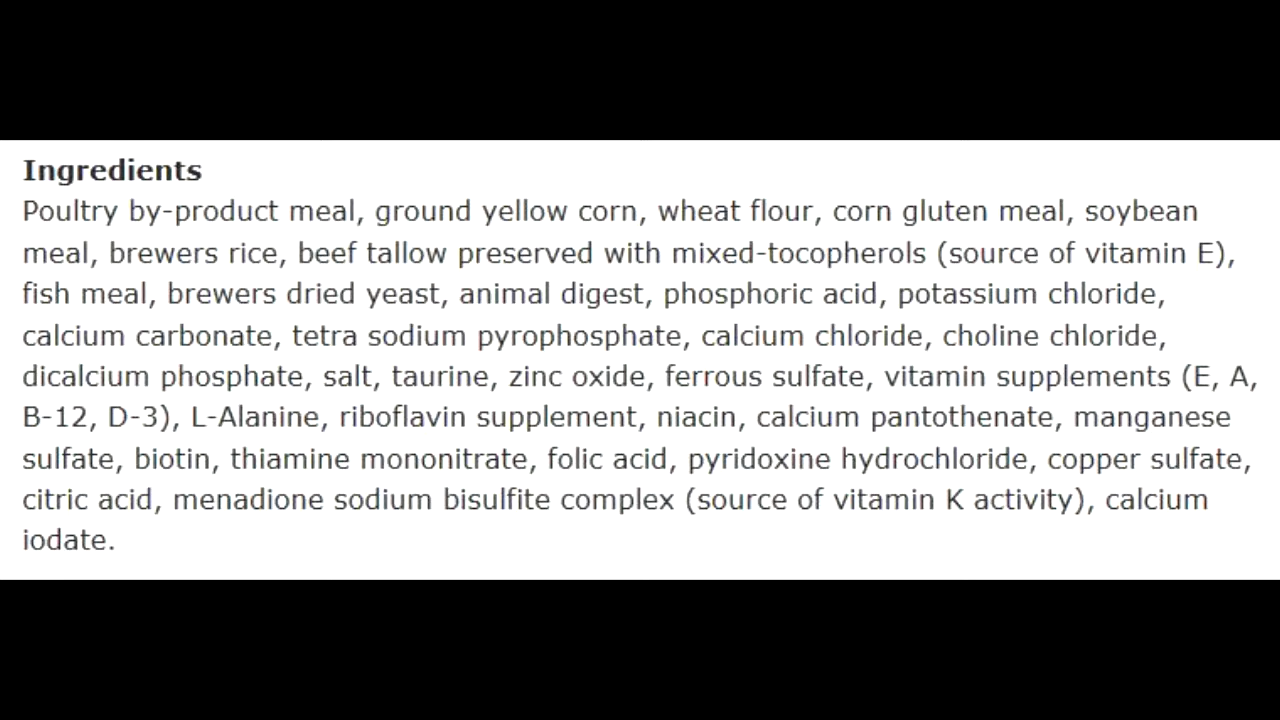 Ingredients
Poultry by-product meal, ground yellow corn, wheat flour, corn gluten meal, soybean
meal, brewers rice, beef tallow preserved with mixed-tocopherols (source of vitamin E),
fish meal, brewers dried yeast, animal digest, phosphoric acid, potassium chloride,
calcium carbonate, tetra sodium pyrophosphate, calcium chloride, choline chloride,
dicalcium phosphate, salt, taurine, zinc oxide, ferrous sulfate, vitamin supplements (E, A,
B-12, D-3), L-Alanine, riboflavin supplement, niacin, calcium pantothenate, manganese
sulfate, biotin, thiamine mononitrate, folic acid, pyridoxine hydrochloride, copper sulfate,
citric acid, menadione sodium bisulfite complex (source of vitamin K activity), calcium
iodate.